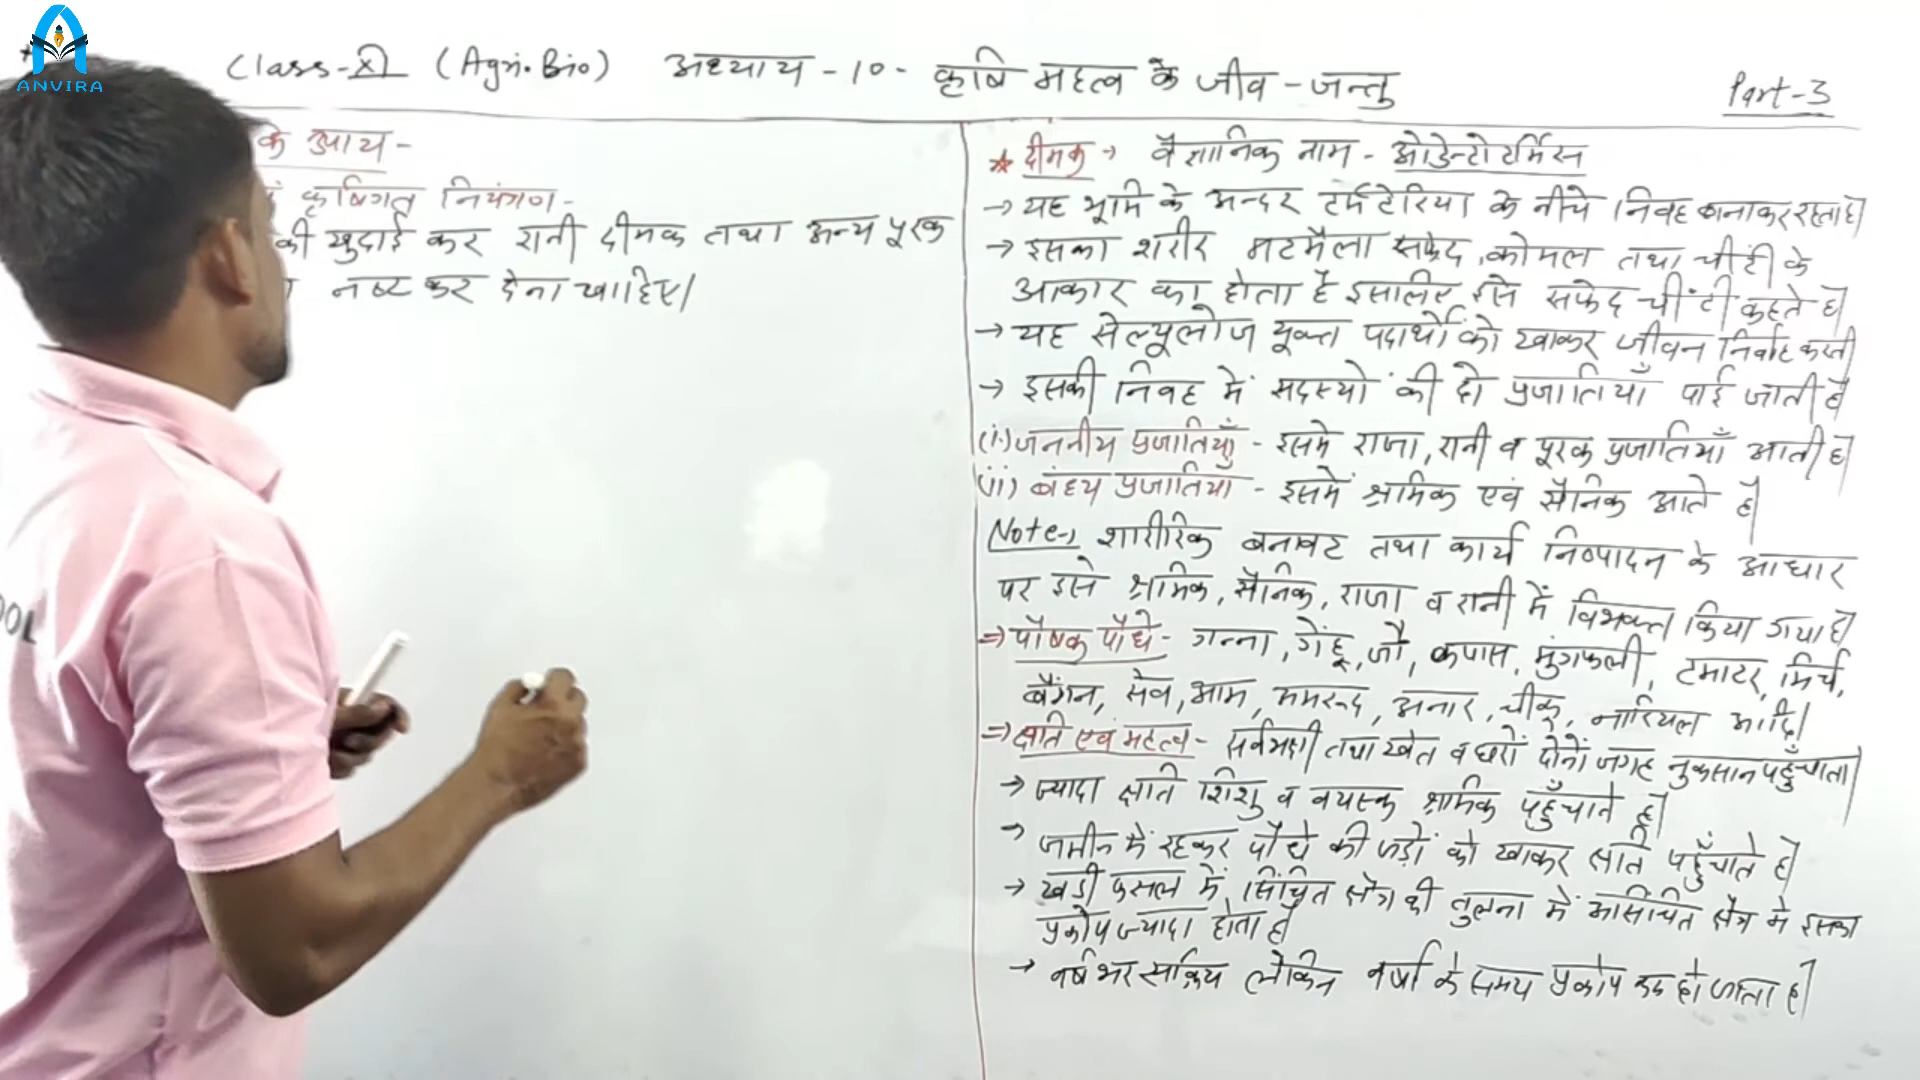 ANVIRA
Class-XI (Agri. Bio) अध्याय - 10 - कृषि महत्व के जीव - जन्तु
Part-3
के उपाय -
कृषिगत नियंत्रण -
की खुदाई कर रानी दीमक तथा अन्य पूरक
नष्ट कर देना चाहिए।
★ दीमक → वैज्ञानिक नाम - ओडेन्टोटर्मिस
→ यह भूमि के अन्दर टर्मेटेरिया के नीचे निवह बनाकर रहता है।
→ इसका शरीर मटमैला सफेद, कोमल तथा चींटी के
आकार का होता है इसलिए इसे सफेद चींटी कहते है।
→ यह सेल्यूलोज युक्त पदार्थों को खाकर जीवन निर्वाह करती
→ इसकी निवह में सदस्यों की दो प्रजातियाँ पाई जाती है
(i) जननीय प्रजातियाँ - इसमे राजा, रानी व पूरक प्रजातियाँ आती है।
(ii) बंध्य प्रजातियाँ - इसमें श्रमिक एवं सैनिक आते है।
Note→ शारीरिक बनावट तथा कार्य निष्पादन के आधार
पर इसे श्रमिक, सैनिक, राजा व रानी में विभक्त किया गया है।
⇒ पौषक पौधे - गन्ना, गेंहू, जौ, कपास, मुंगफली, टमाटर, मिर्च,
बैंगन, सेव, आम, अमरूद, अनार, चीकू, नारियल आदि।
⇒ क्षति एवं महत्व - सर्वभक्षी तथा खेत व घरों दोनों जगह नुकसान पहुँचाता
→ ज्यादा क्षति शिशु व वयस्क श्रमिक पहुँचाते है।
→ जमीन में रहकर पौधे की जड़ों को खाकर क्षति पहुँचाते है।
→ खडी फसल में सिंचित क्षेत्र की तुलना में असिंचित क्षेत्र मे इसका
प्रकोप ज्यादा होता है।
→ वर्ष भर सक्रिय लेकिन वर्षा के समय प्रकोप कम हो जाता है।